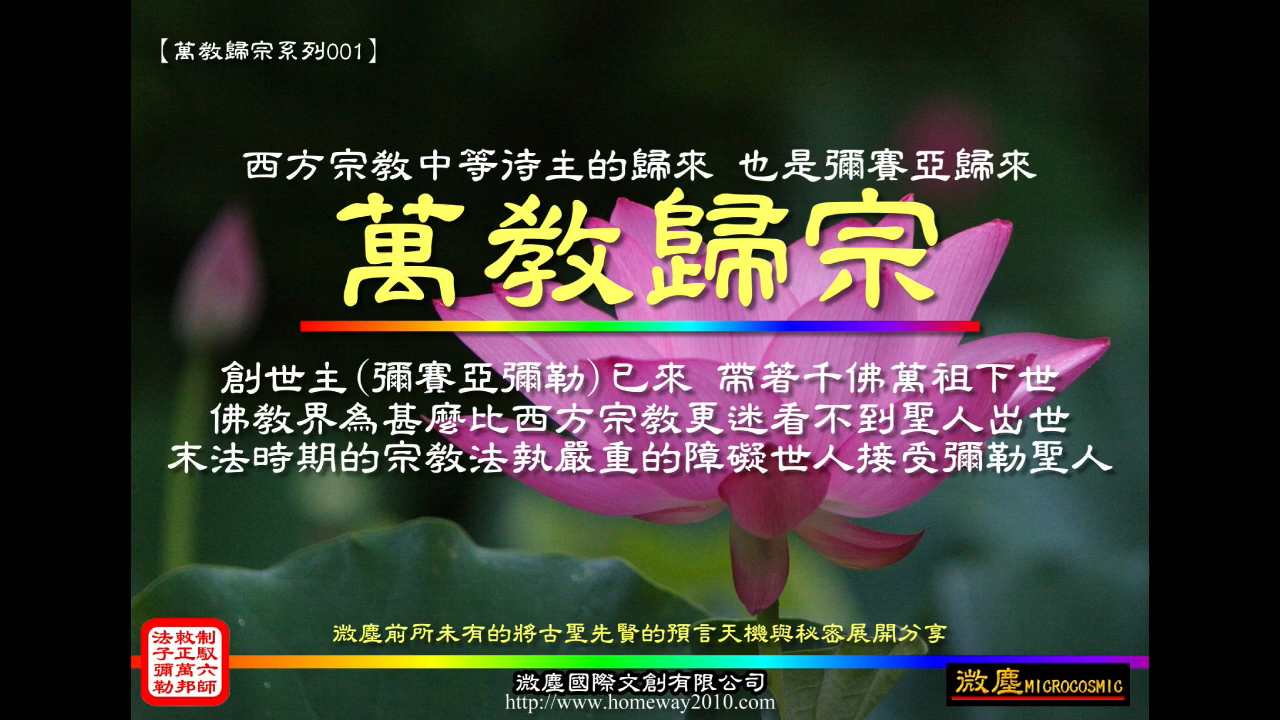 【萬教歸宗系列001】
西方宗教中等待主的歸來 也是彌賽亞歸來
萬教歸宗
創世主(彌賽亞彌勒)已來 帶著千佛萬祖下世
佛教界為甚麼比西方宗教更迷看不到聖人出世
末法時期的宗教法執嚴重的障礙世人接受彌勒聖人
微塵前所未有的將古聖先賢的預言天機與秘密展開分享
制馭六師
敕正萬邦
法子彌勒
微塵國際文創有限公司
http://www.homeway2010.com
微塵MICROCOSMIC